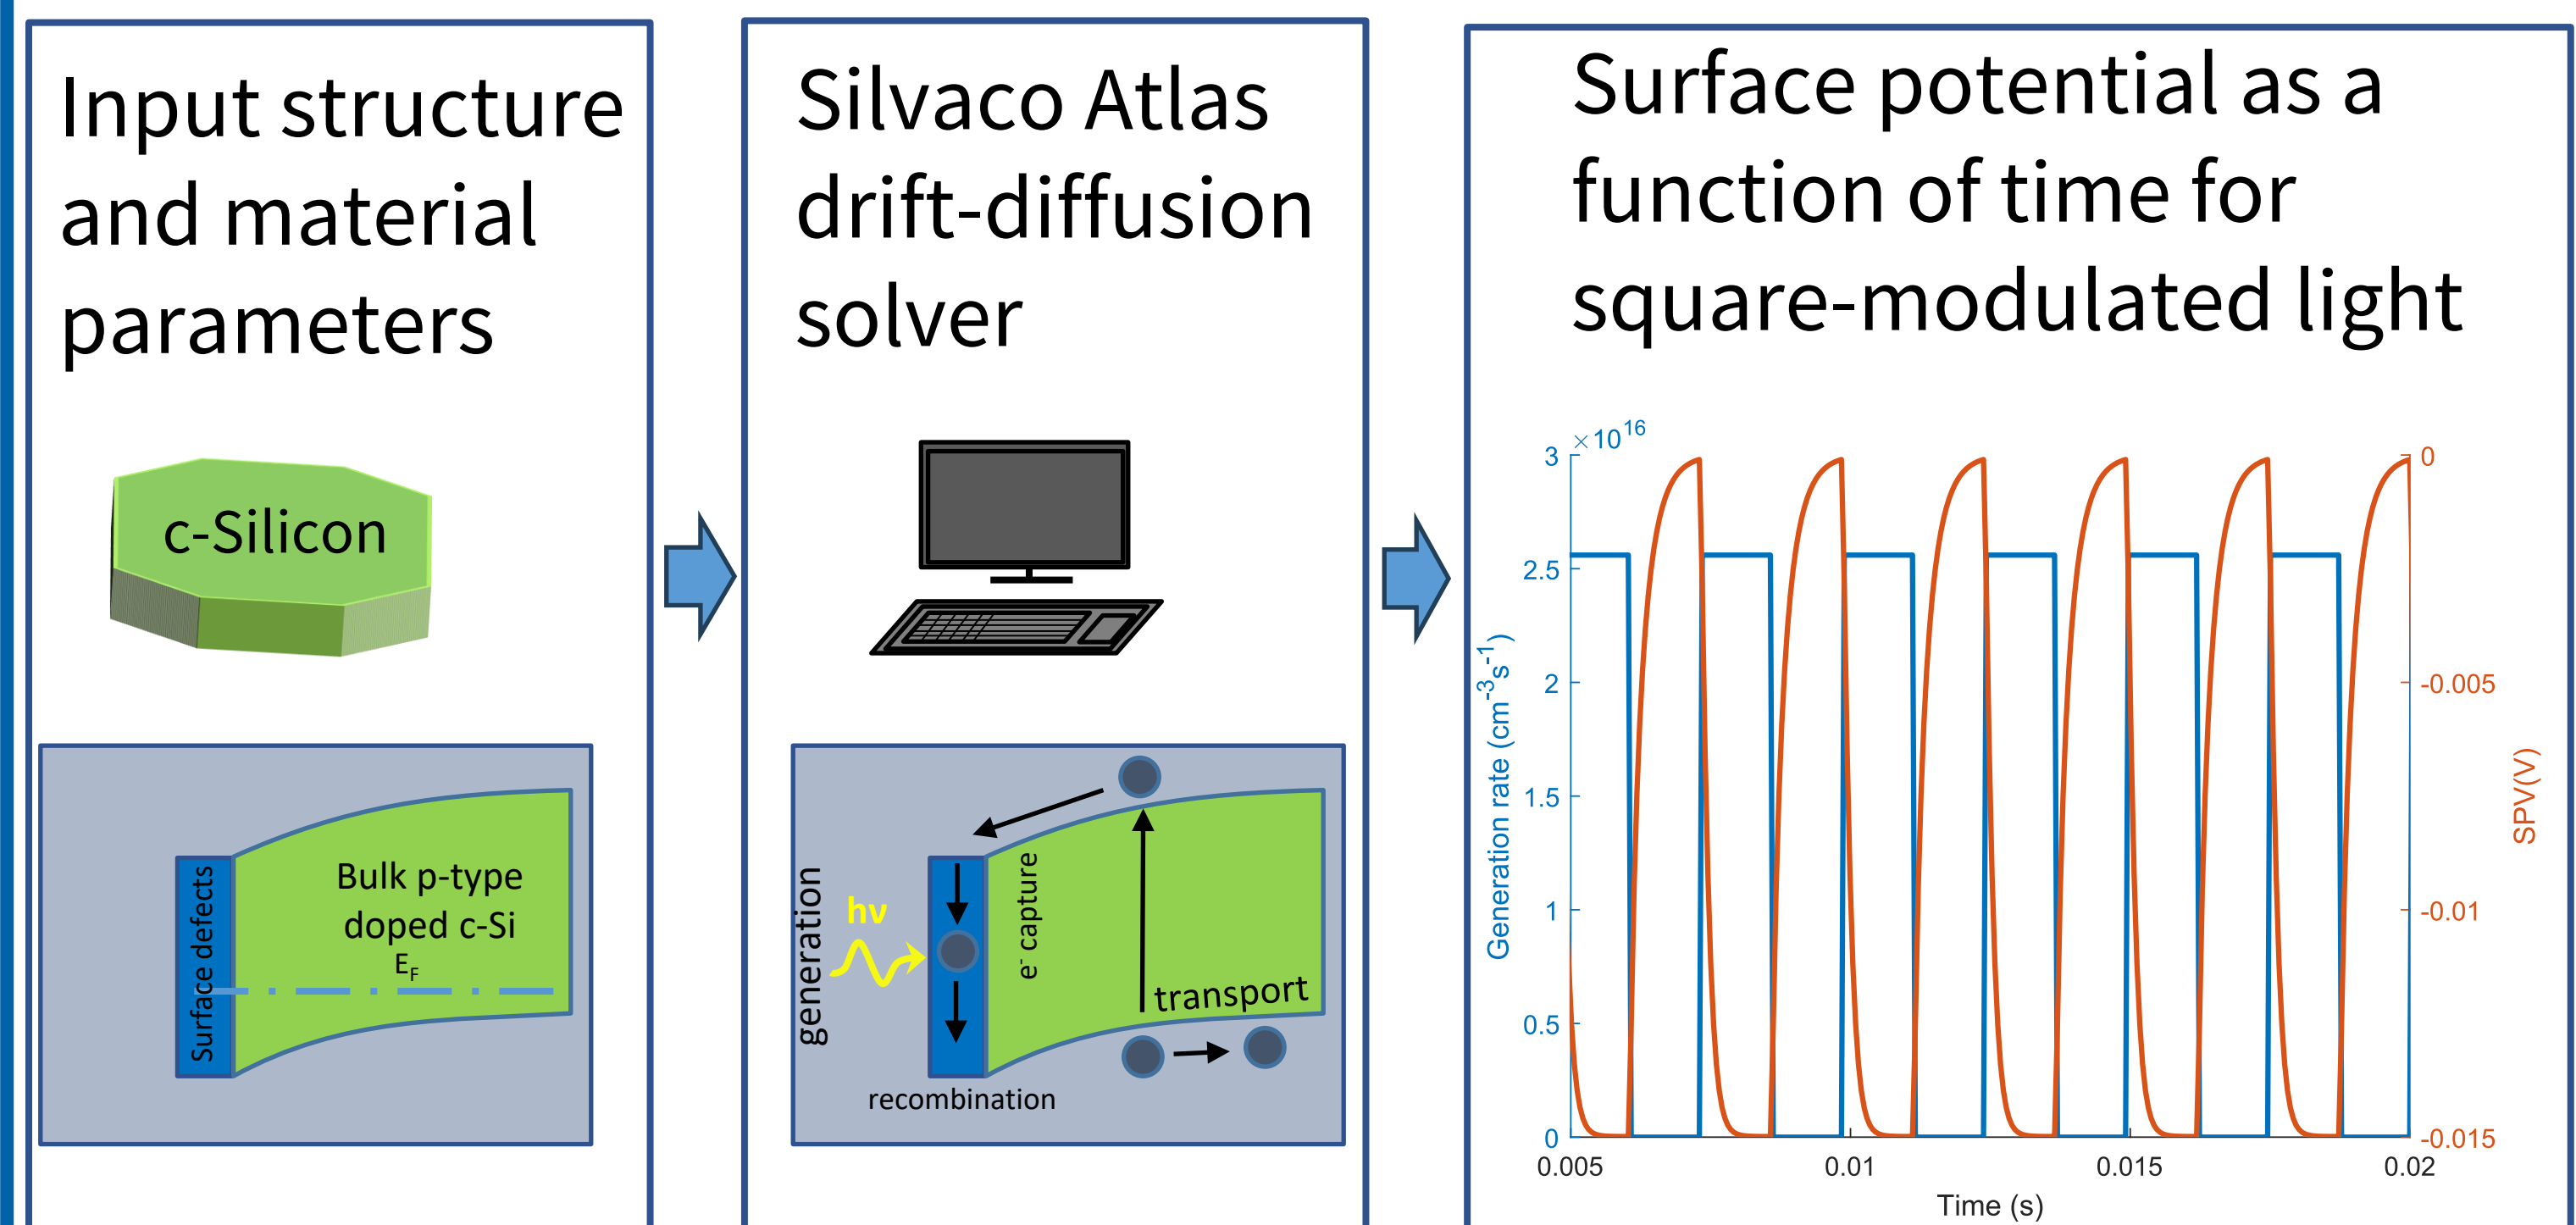 Input structure
and material
parameters
c-Silicon
Surface defects
Bulk p-type
doped c-Si
E_F
Silvaco Atlas
drift-diffusion
solver
generation
hν
e⁻ capture
transport
recombination
Surface potential as a
function of time for
square-modulated light
×10¹⁶
3
2.5
2
1.5
1
0.5
0
Generation rate (cm⁻³s⁻¹)
0
-0.005
-0.01
-0.015
SPV(V)
0.005 0.01 0.015 0.02
Time (s)